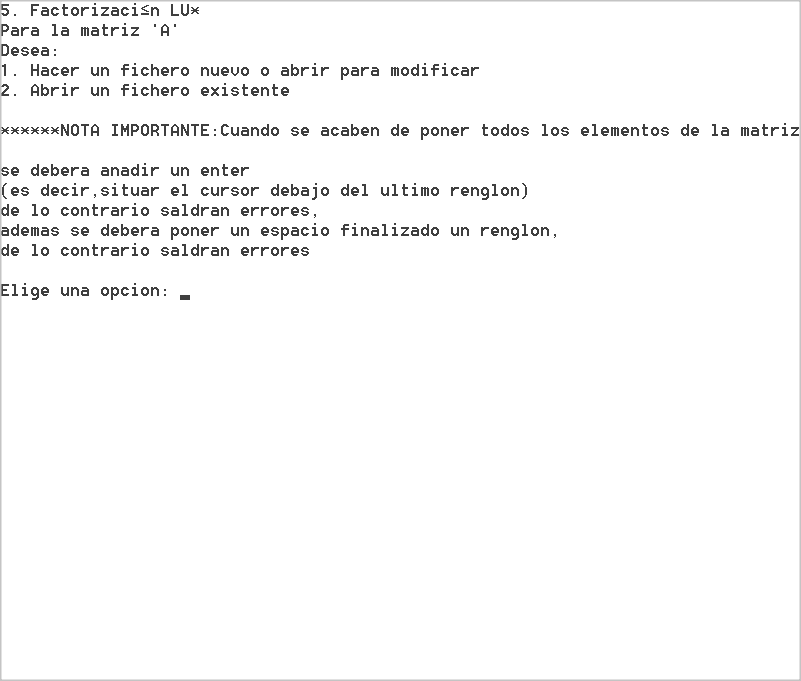 5. Factorizaci≤n LU*
Para la matriz 'A'
Desea:
1. Hacer un fichero nuevo o abrir para modificar
2. Abrir un fichero existente
******NOTA IMPORTANTE:Cuando se acaben de poner todos los elementos de la matriz
se debera anadir un enter
(es decir,situar el cursor debajo del ultimo renglon)
de lo contrario saldran errores,
ademas se debera poner un espacio finalizado un renglon,
de lo contrario saldran errores
Elige una opcion: _